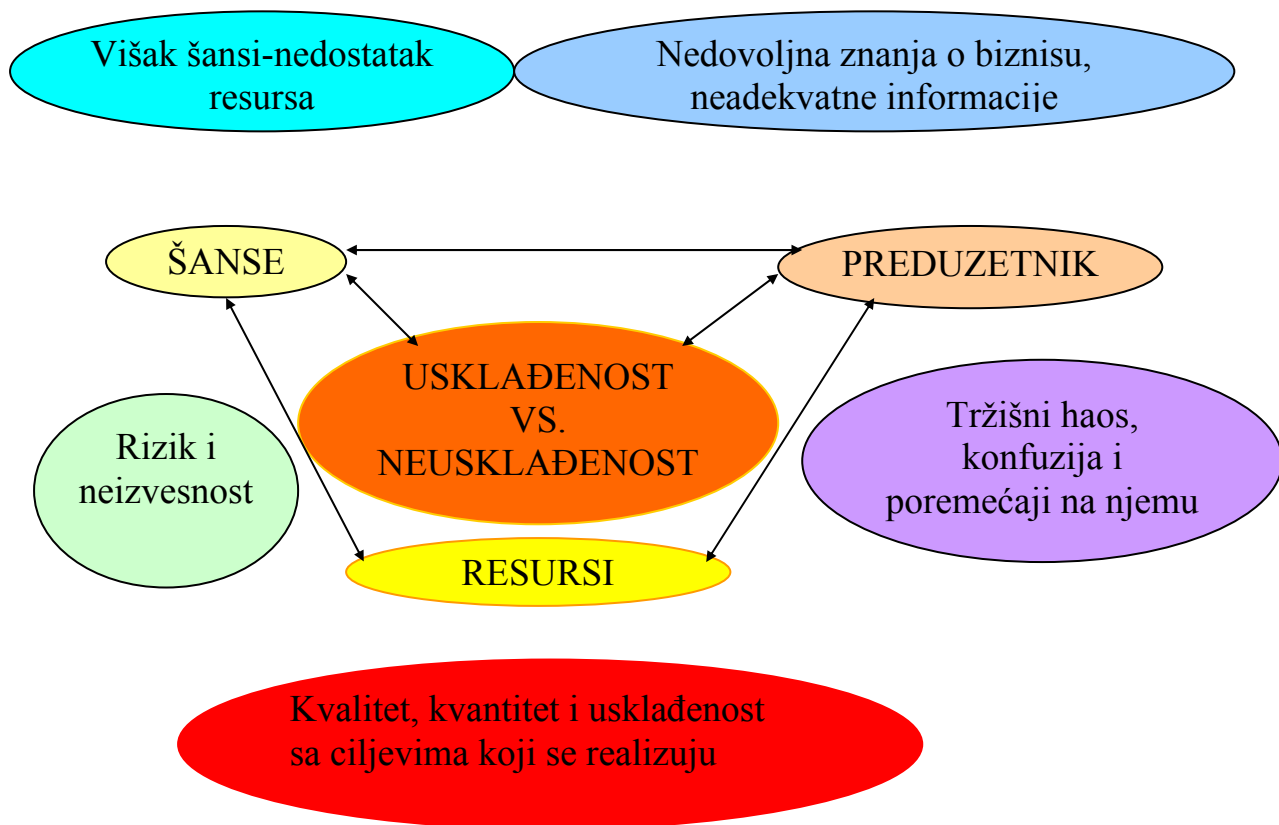 Višak šansi-nedostatak
resursa
Nedovoljna znanja o biznisu,
neadekvatne informacije
ŠANSE
PREDUZETNIK
USKLAĐENOST
VS.
NEUSKLAĐENOST
Rizik i
neizvesnost
Tržišni haos,
konfuzija i
poremećaji na njemu
RESURSI
Kvalitet, kvantitet i usklađenost
sa ciljevima koji se realizuju